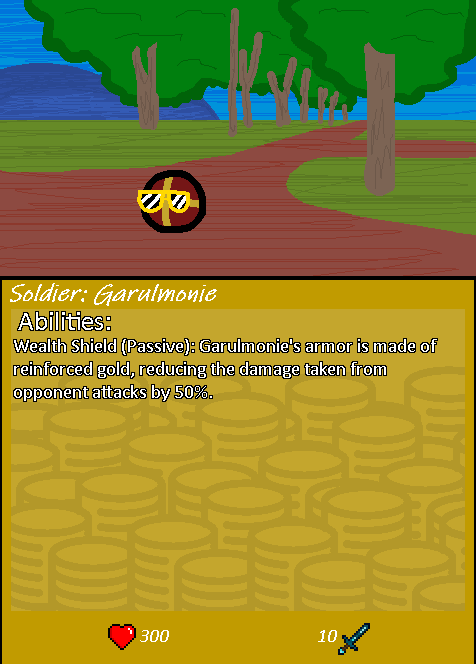 Soldier: Garulmonie
Abilities:
Wealth Shield (Passive): Garulmonie's armor is made of
reinforced gold, reducing the damage taken from
opponent attacks by 50%.
300 10